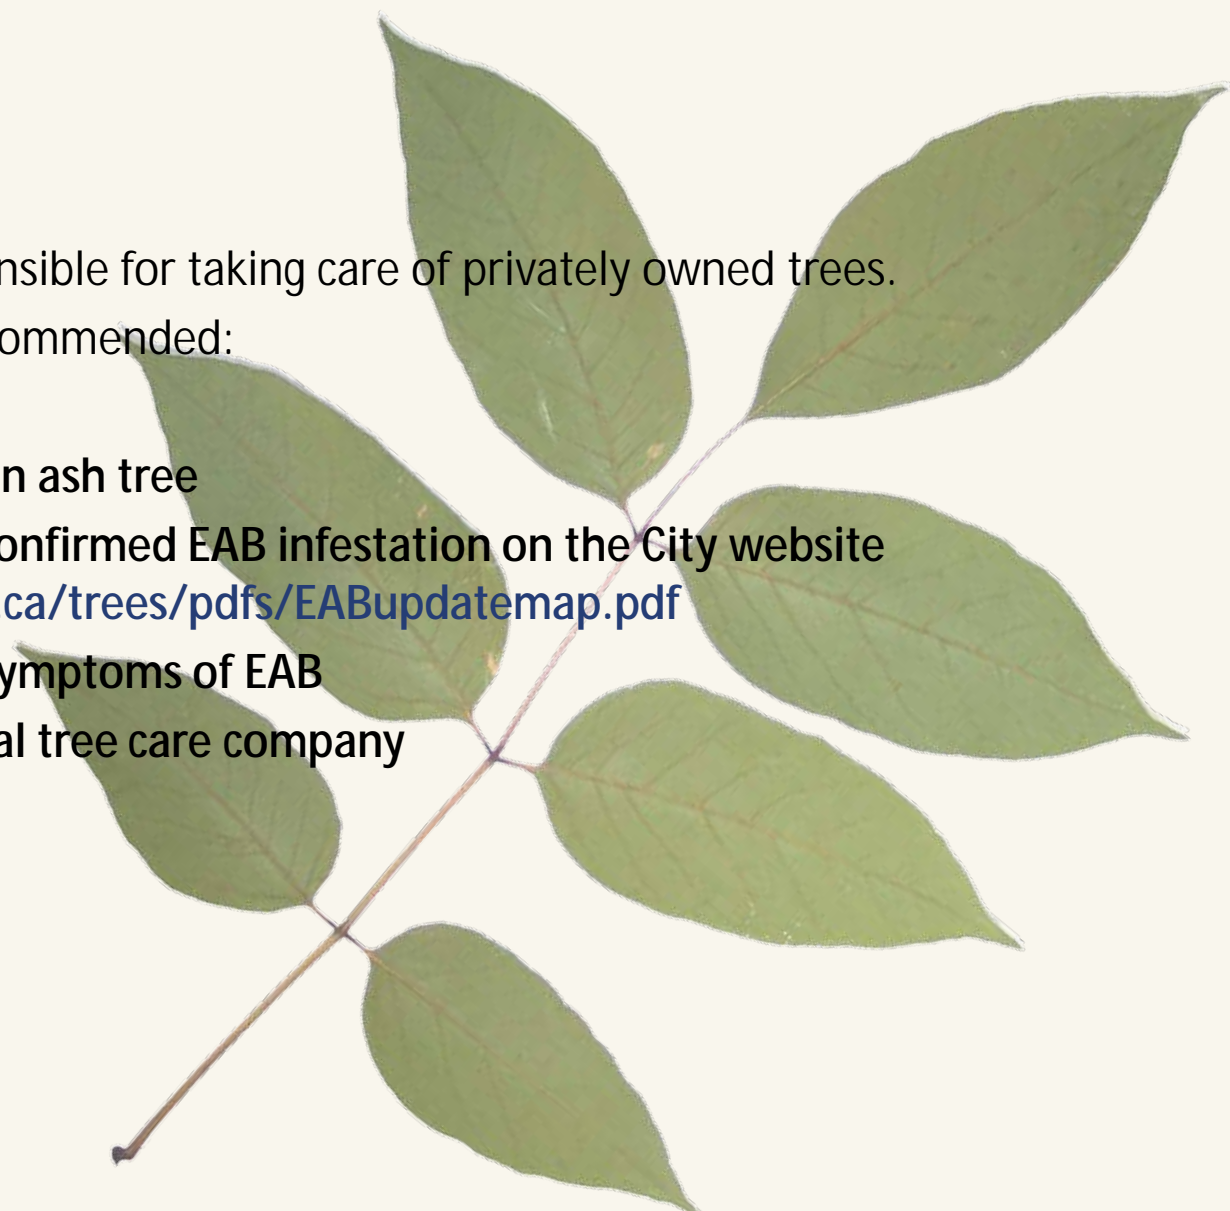 nsible for taking care of privately owned trees.
ommended:
n ash tree
onfirmed EAB infestation on the City website
ca/trees/pdfs/EABupdatemap.pdf
ymptoms of EAB
al tree care company